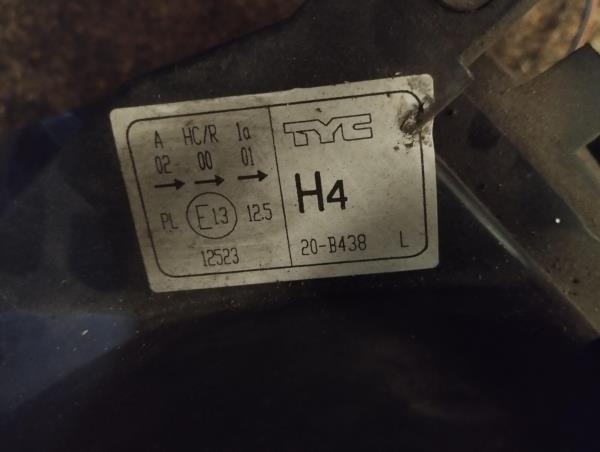 A HC/R 1a
02 00 01
→ → →
PL E13 12.5
12523
TYC
H4
20-B438 L